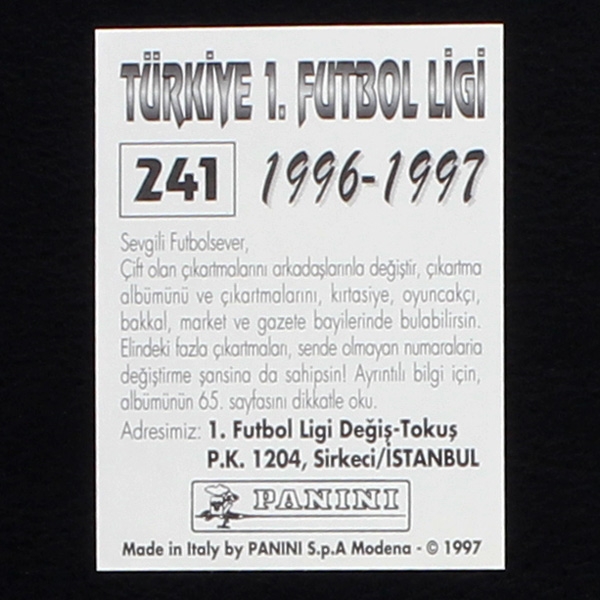 TÜRKİYE 1. FUTBOL LİGİ
241 1996-1997
Sevgili Futbolsever,
Çift olan çıkartmalarını arkadaşlarınla değiştir, çıkartma
albümünü ve çıkartmalarını, kırtasiye, oyuncakçı,
bakkal, market ve gazete bayilerinde bulabilirsin.
Elindeki fazla çıkartmaları, sende olmayan numaralarla
değiştirme şansına da sahipsin! Ayrıntılı bilgi için,
albümünün 65. sayfasını dikkatle oku.
Adresimiz: 1. Futbol Ligi Değiş-Tokuş
P.K. 1204, Sirkeci/İSTANBUL
PANINI
Made in Italy by PANINI S.p.A Modena - © 1997